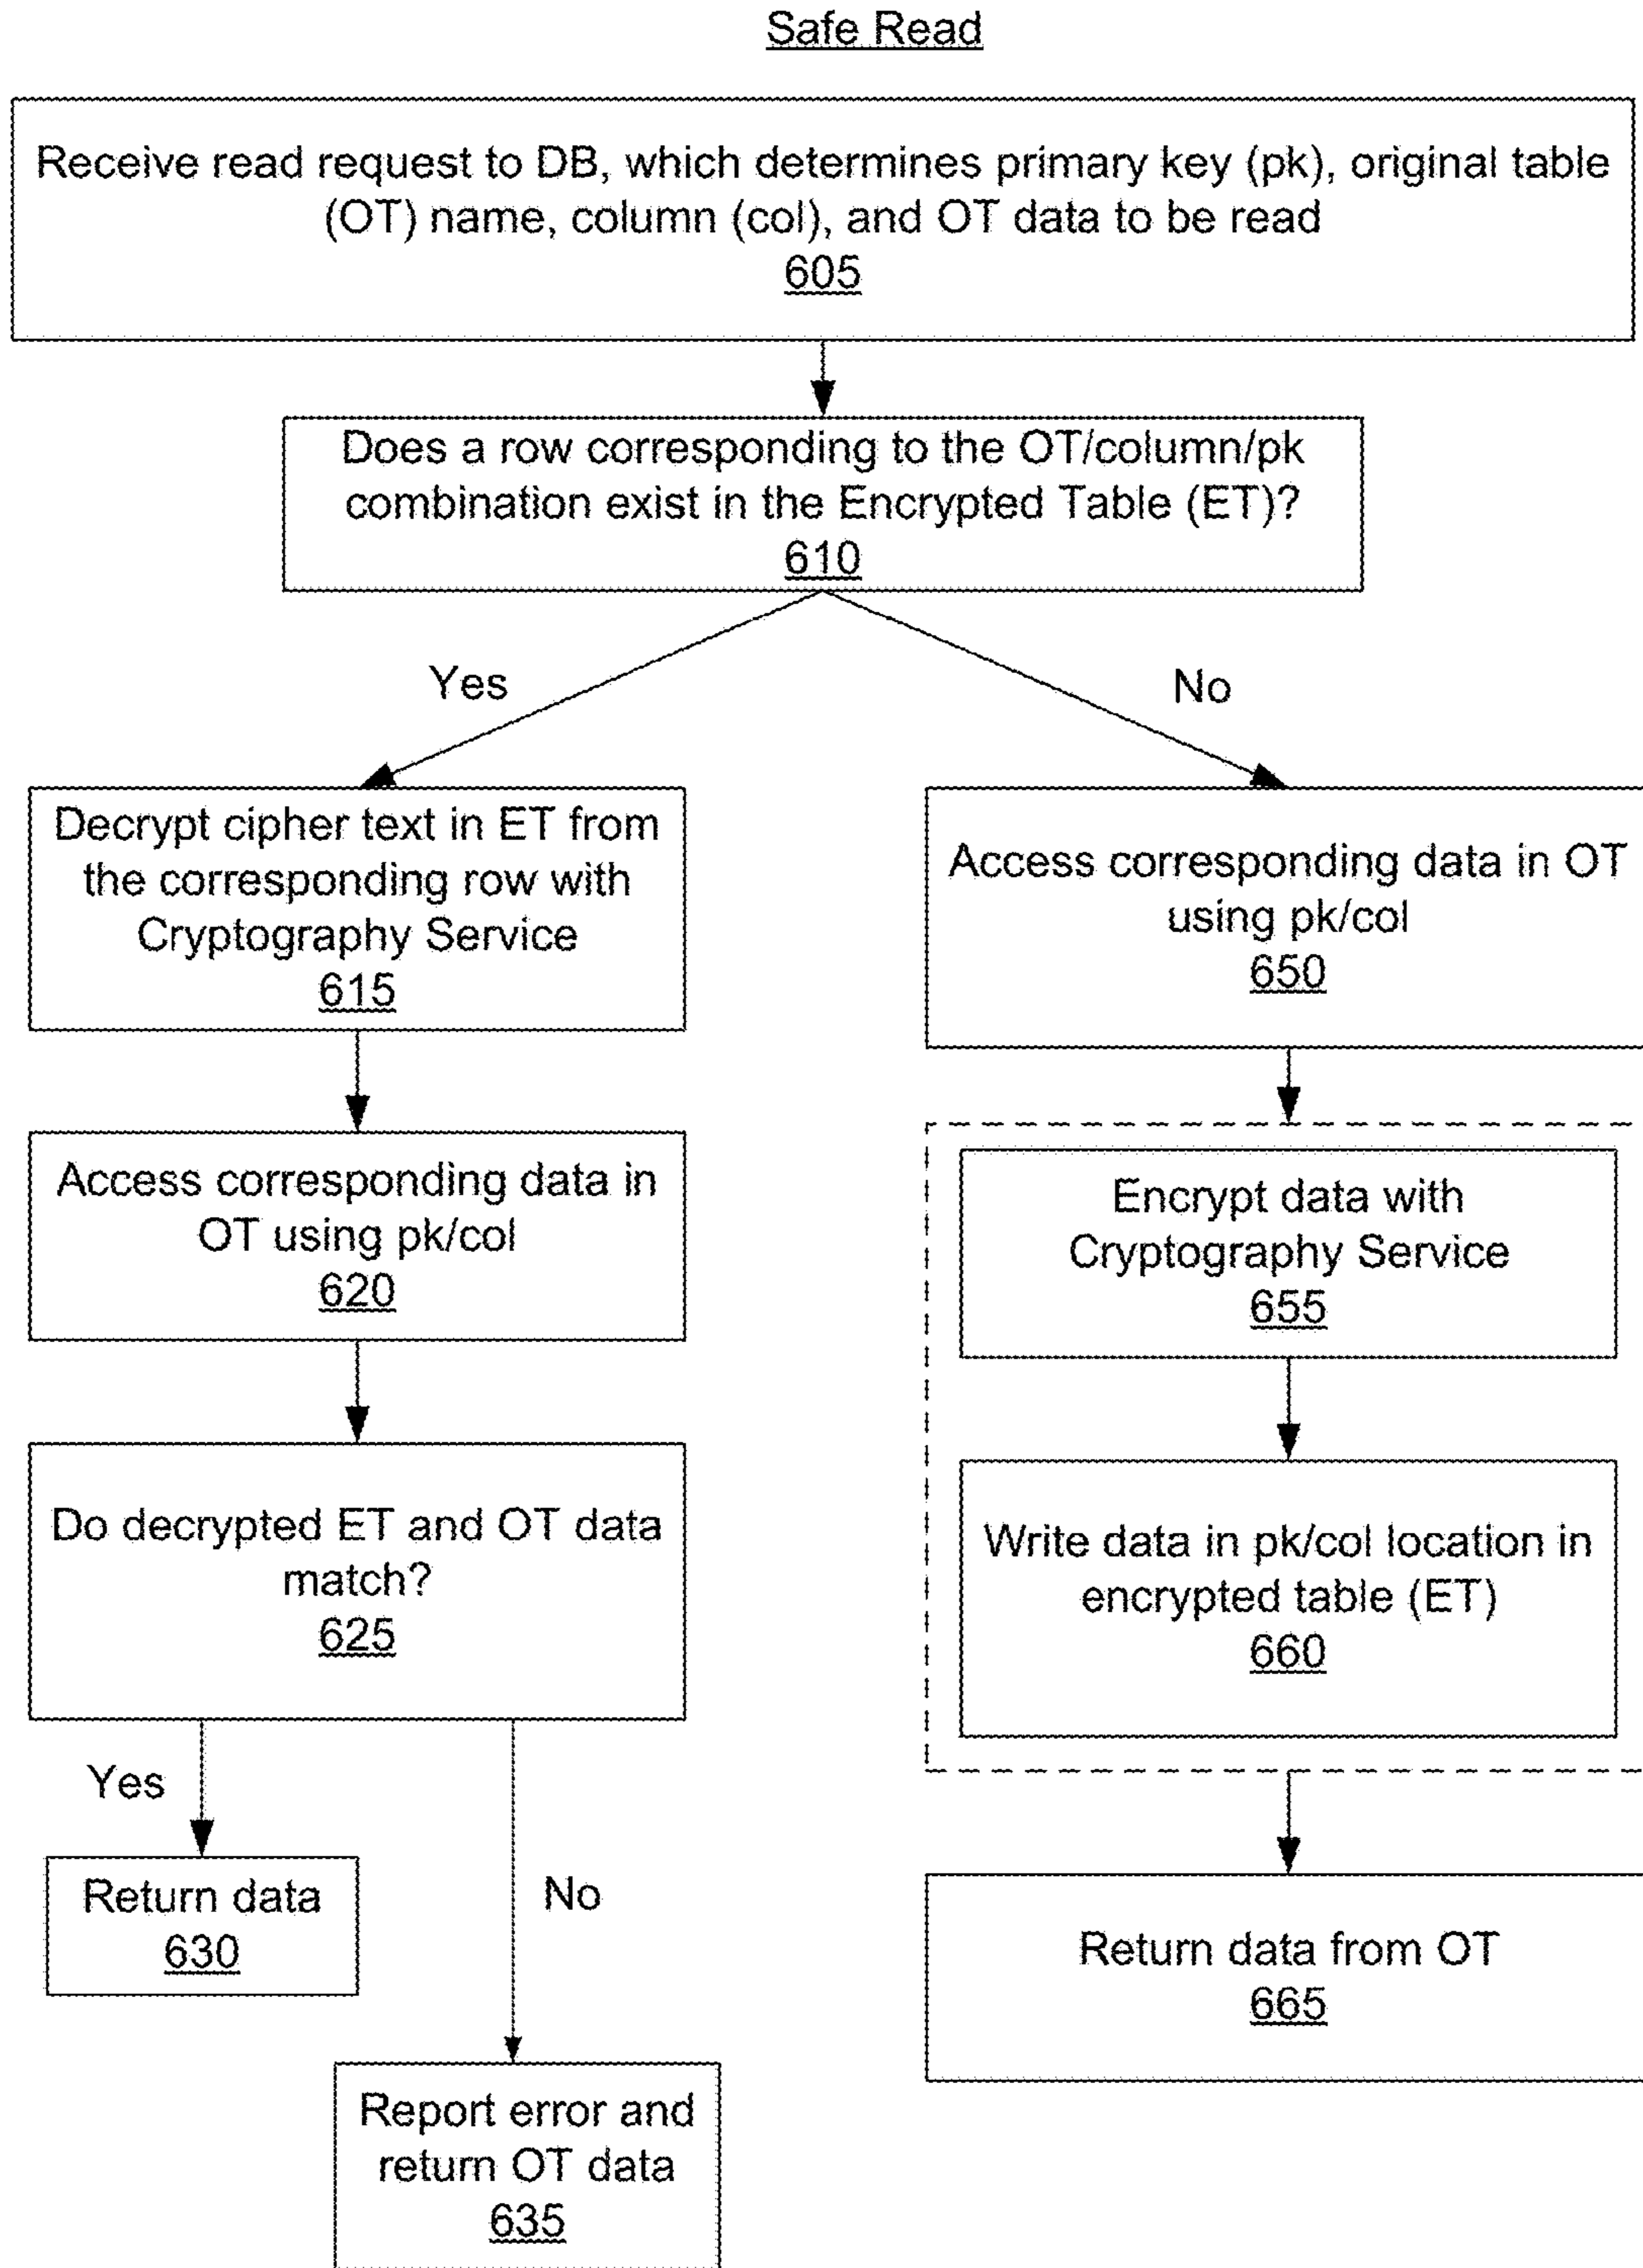 Safe Read
Receive read request to DB, which determines primary key (pk), original table
(OT) name, column (col), and OT data to be read
605
Does a row corresponding to the OT/column/pk
combination exist in the Encrypted Table (ET)?
610
Yes
No
Decrypt cipher text in ET from
the corresponding row with
Cryptography Service
615
Access corresponding data in OT
using pk/col
650
Access corresponding data in
OT using pk/col
620
Encrypt data with
Cryptography Service
655
Do decrypted ET and OT data
match?
625
Write data in pk/col location in
encrypted table (ET)
660
Yes
No
Return data
630
Return data from OT
665
Report error and
return OT data
635